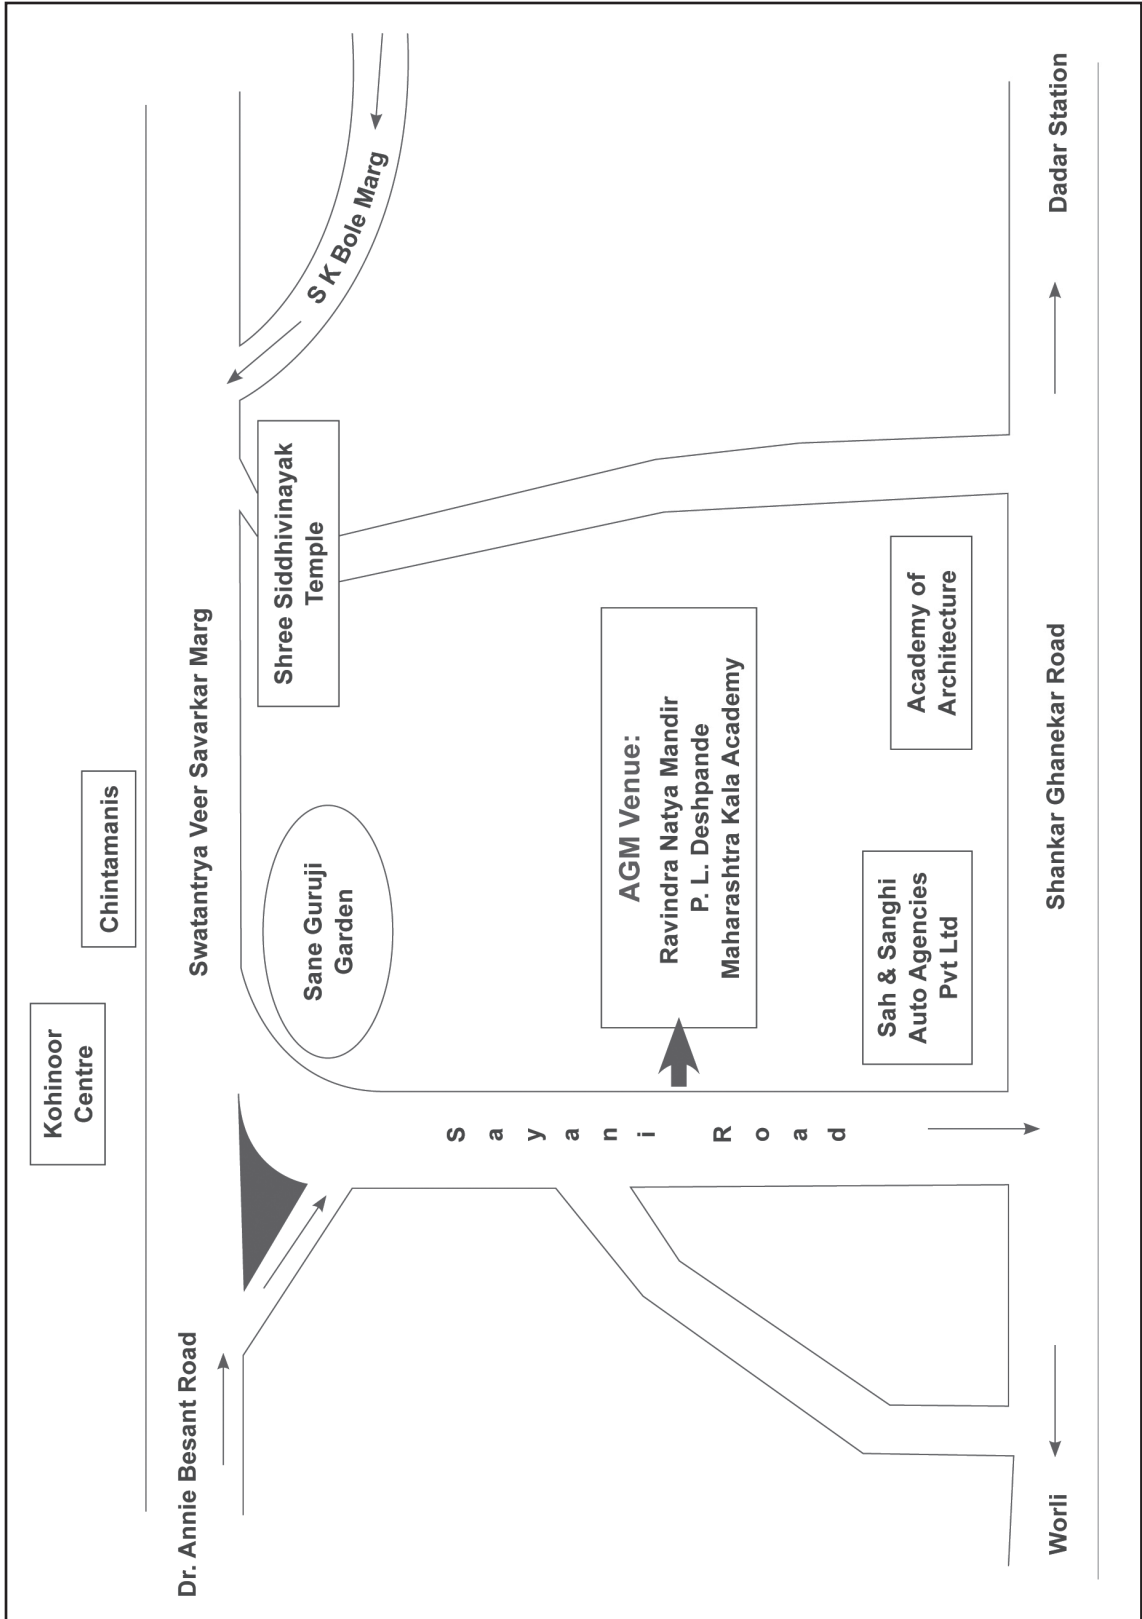 Kohinoor
Centre
Chintamanis
Dr. Annie Besant Road
Swatantrya Veer Savarkar Marg
S K Bole Marg
Sane Guruji
Garden
Shree Siddhivinayak
Temple
Sayani Road
AGM Venue:
Ravindra Natya Mandir
P. L. Deshpande
Maharashtra Kala Academy
Sah & Sanghi
Auto Agencies
Pvt Ltd
Academy of
Architecture
Worli
Shankar Ghanekar Road
Dadar Station